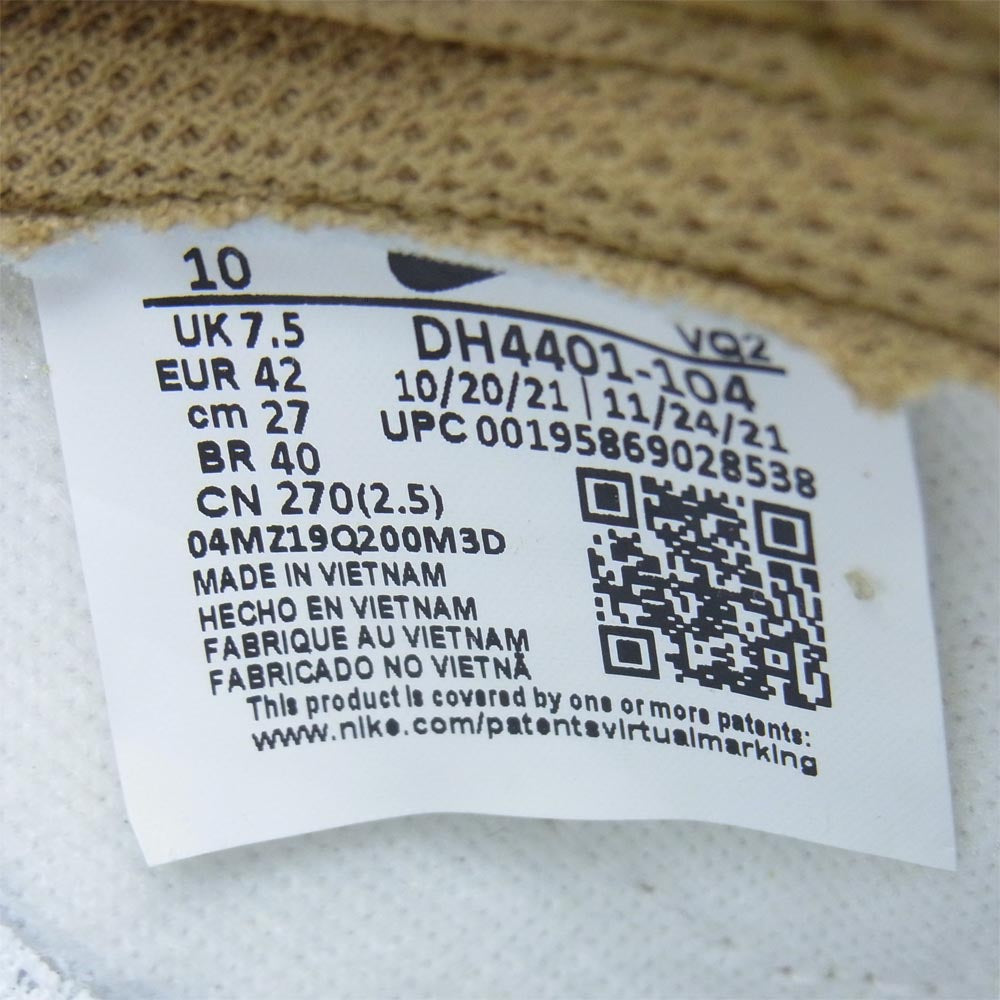 10
VQ2
UK 7.5
EUR 42
cm 27
BR 40
CN 270(2.5)
DH4401-104
10/20/21 | 11/24/21
UPC 00195869028538
04MZ19Q200M3D
MADE IN VIETNAM
HECHO EN VIETNAM
FABRIQUE AU VIETNAM
FABRICADO NO VIETNÃ
This product is covered by one or more patents:
www.nike.com/patentsvirtualmarking